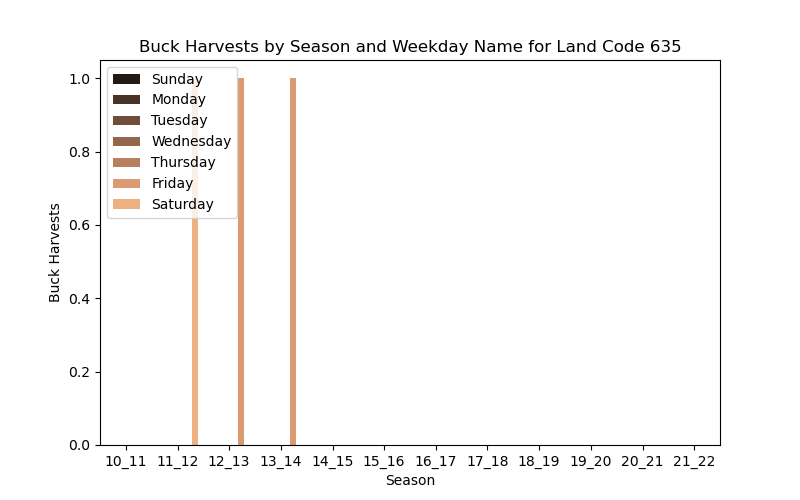 Buck Harvests by Season and Weekday Name for Land Code 635
Sunday
Monday
Tuesday
Wednesday
Thursday
Friday
Saturday
1.0
0.8
0.6
0.4
0.2
0.0
Buck Harvests
10_11 11_12 12_13 13_14 14_15 15_16 16_17 17_18 18_19 19_20 20_21 21_22
Season